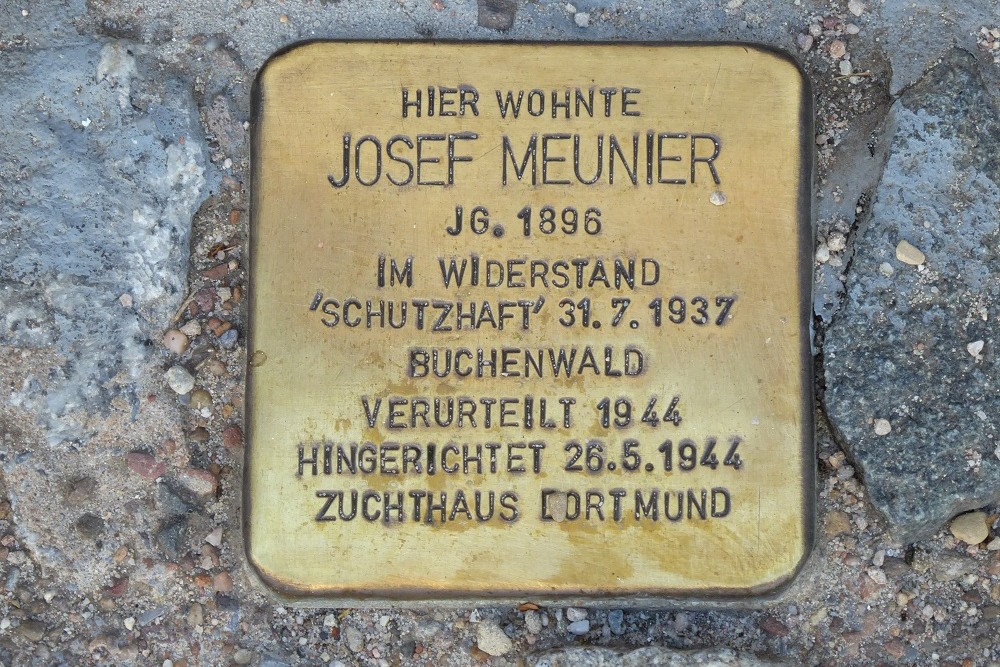 HIER WOHNTE
JOSEF MEUNIER
JG. 1896
IM WIDERSTAND
'SCHUTZHAFT' 31.7.1937
BUCHENWALD
VERURTEILT 1944
HINGERICHTET 26.5.1944
ZUCHTHAUS DORTMUND